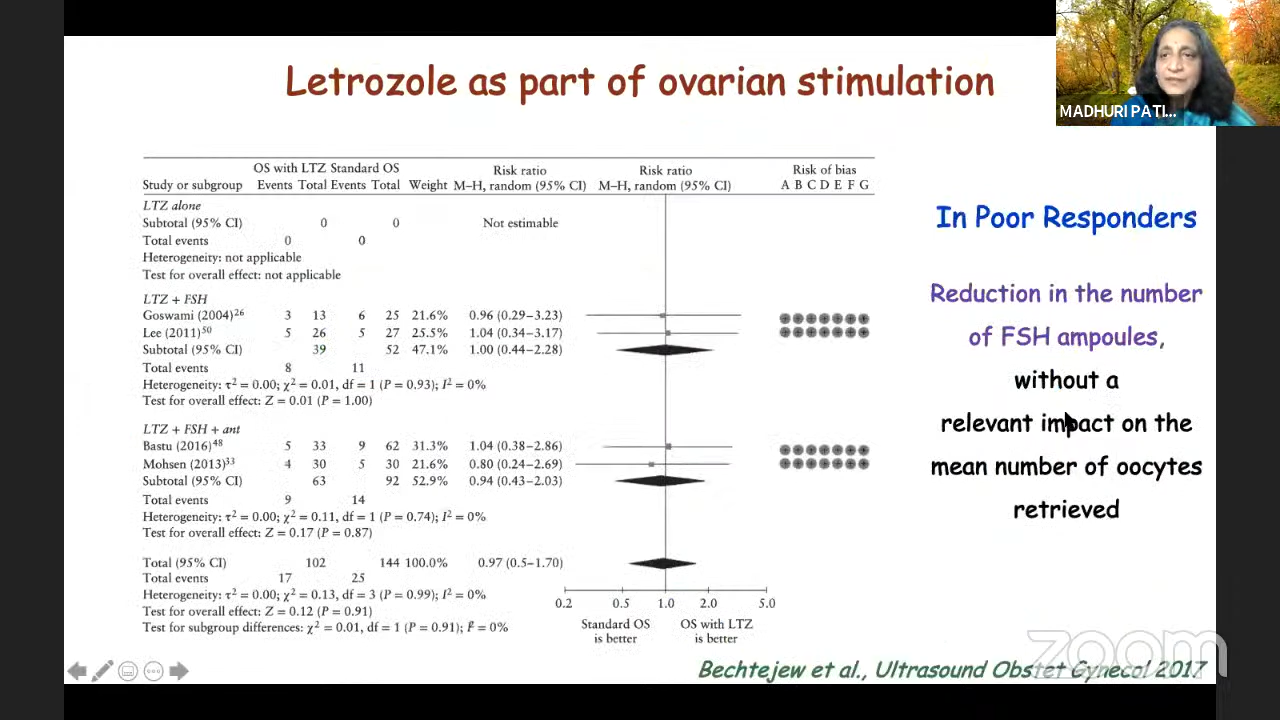 Letrozole as part of ovarian stimulation
MADHURI PATI...
OS with LTZ Standard OS Risk ratio Risk ratio Risk of bias
Study or subgroup Events Total Events Total Weight M–H, random (95% CI) M–H, random (95% CI) A B C D E F G
LTZ alone
Subtotal (95% CI) 0 0 Not estimable
Total events 0 0
Heterogeneity: not applicable
Test for overall effect: not applicable
LTZ + FSH
Goswami (2004)²⁶ 3 13 6 25 21.6% 0.96 (0.29–3.23)
Lee (2011)⁵⁰ 5 26 5 27 25.5% 1.04 (0.34–3.17)
Subtotal (95% CI) 39 52 47.1% 1.00 (0.44–2.28)
Total events 8 11
Heterogeneity: τ² = 0.00; χ² = 0.01, df = 1 (P = 0.93); I² = 0%
Test for overall effect: Z = 0.01 (P = 1.00)
LTZ + FSH + ant
Bastu (2016)⁴⁸ 5 33 9 62 31.3% 1.04 (0.38–2.86)
Mohsen (2013)³³ 4 30 5 30 21.6% 0.80 (0.24–2.69)
Subtotal (95% CI) 63 92 52.9% 0.94 (0.43–2.03)
Total events 9 14
Heterogeneity: τ² = 0.00; χ² = 0.11, df = 1 (P = 0.74); I² = 0%
Test for overall effect: Z = 0.17 (P = 0.87)
Total (95% CI) 102 144 100.0% 0.97 (0.5–1.70)
Total events 17 25
Heterogeneity: τ² = 0.00; χ² = 0.13, df = 3 (P = 0.99); I² = 0%
Test for overall effect: Z = 0.12 (P = 0.91)
Test for subgroup differences: χ² = 0.01, df = 1 (P = 0.91); I² = 0%
0.2 0.5 1.0 2.0 5.0
Standard OS OS with LTZ
is better is better
In Poor Responders
Reduction in the number
of FSH ampoules,
without a
relevant impact on the
mean number of oocytes
retrieved
Bechtejew et al., Ultrasound Obstet Gynecol 2017
zoom